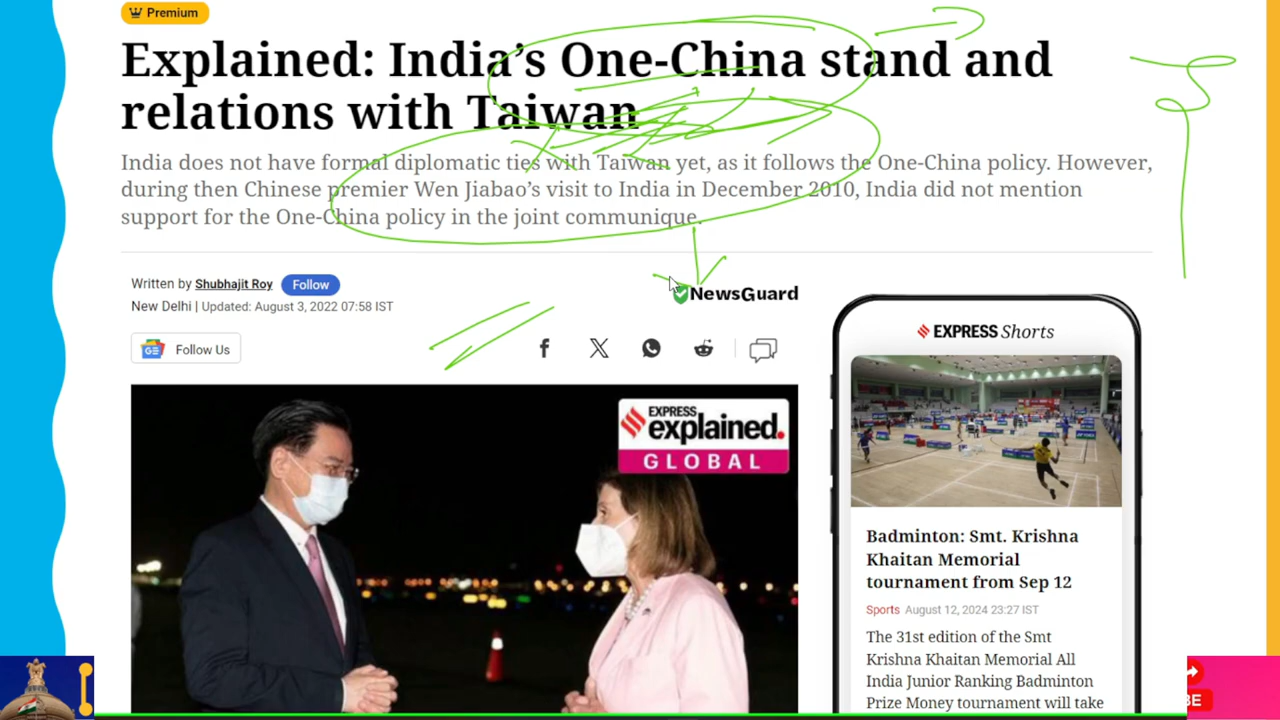 Premium
Explained: India's One-China stand and
relations with Taiwan
India does not have formal diplomatic ties with Taiwan yet, as it follows the One-China policy. However,
during then Chinese premier Wen Jiabao's visit to India in December 2010, India did not mention
support for the One-China policy in the joint communique.
Written by Shubhajit Roy Follow
New Delhi | Updated: August 3, 2022 07:58 IST
NewsGuard
GE Follow Us
EXPRESS
explained.
GLOBAL
EXPRESS Shorts
Badminton: Smt. Krishna
Khaitan Memorial
tournament from Sep 12
Sports August 12, 2024 23:27 IST
The 31st edition of the Smt
Krishna Khaitan Memorial All
India Junior Ranking Badminton
Prize Money tournament will take
BE